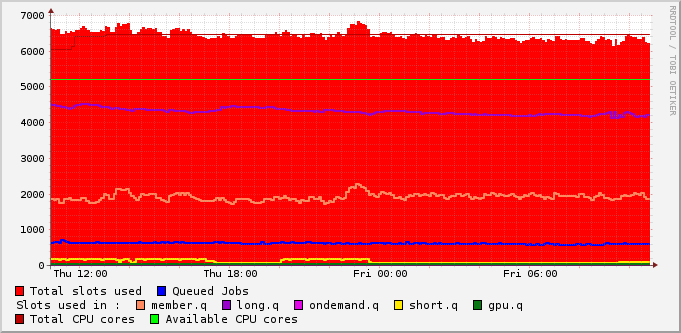 RRDTOOL / TOBI OETIKER
7000
6000
5000
4000
3000
2000
1000
0
Thu 12:00 Thu 18:00 Fri 00:00 Fri 06:00
Total slots used Queued Jobs
Slots used in : member.q long.q ondemand.q short.q gpu.q
Total CPU cores Available CPU cores